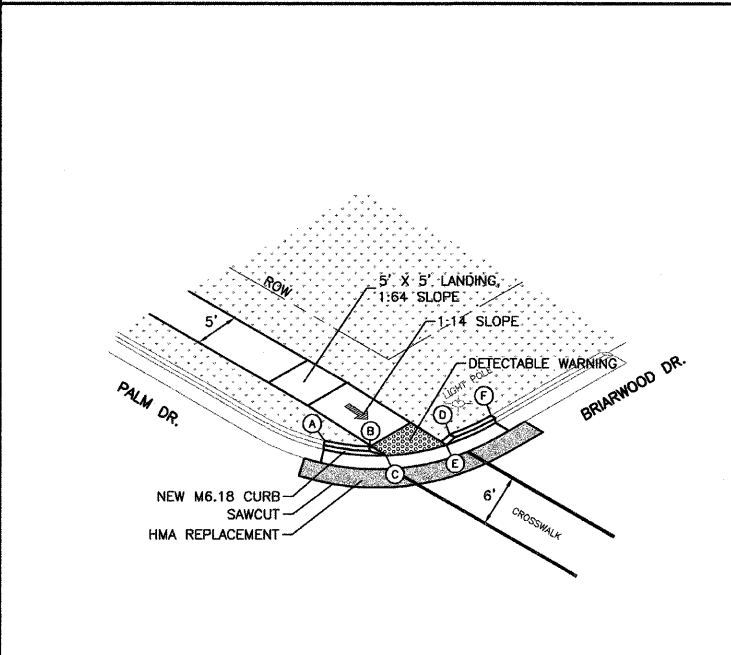 ROW
5' X 5' LANDING,
1:64 SLOPE
1:14 SLOPE
5'
DETECTABLE WARNING
LIGHT POLE
PALM DR.
BRIARWOOD DR.
A
B
D
F
C
E
NEW M6.18 CURB
SAWCUT
HMA REPLACEMENT
6'
CROSSWALK